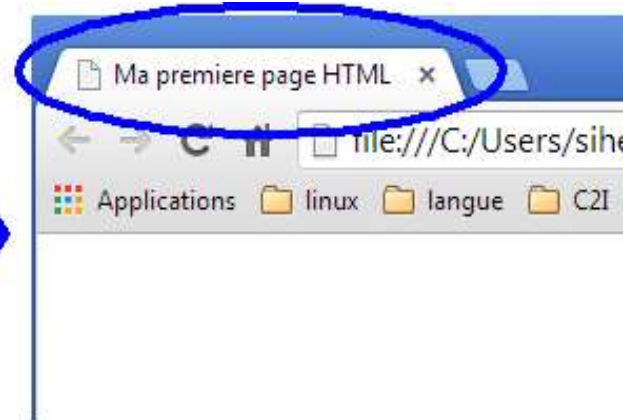 Ma premiere page HTML ×
file:///C:/Users/sihe
Applications linux langue C2I